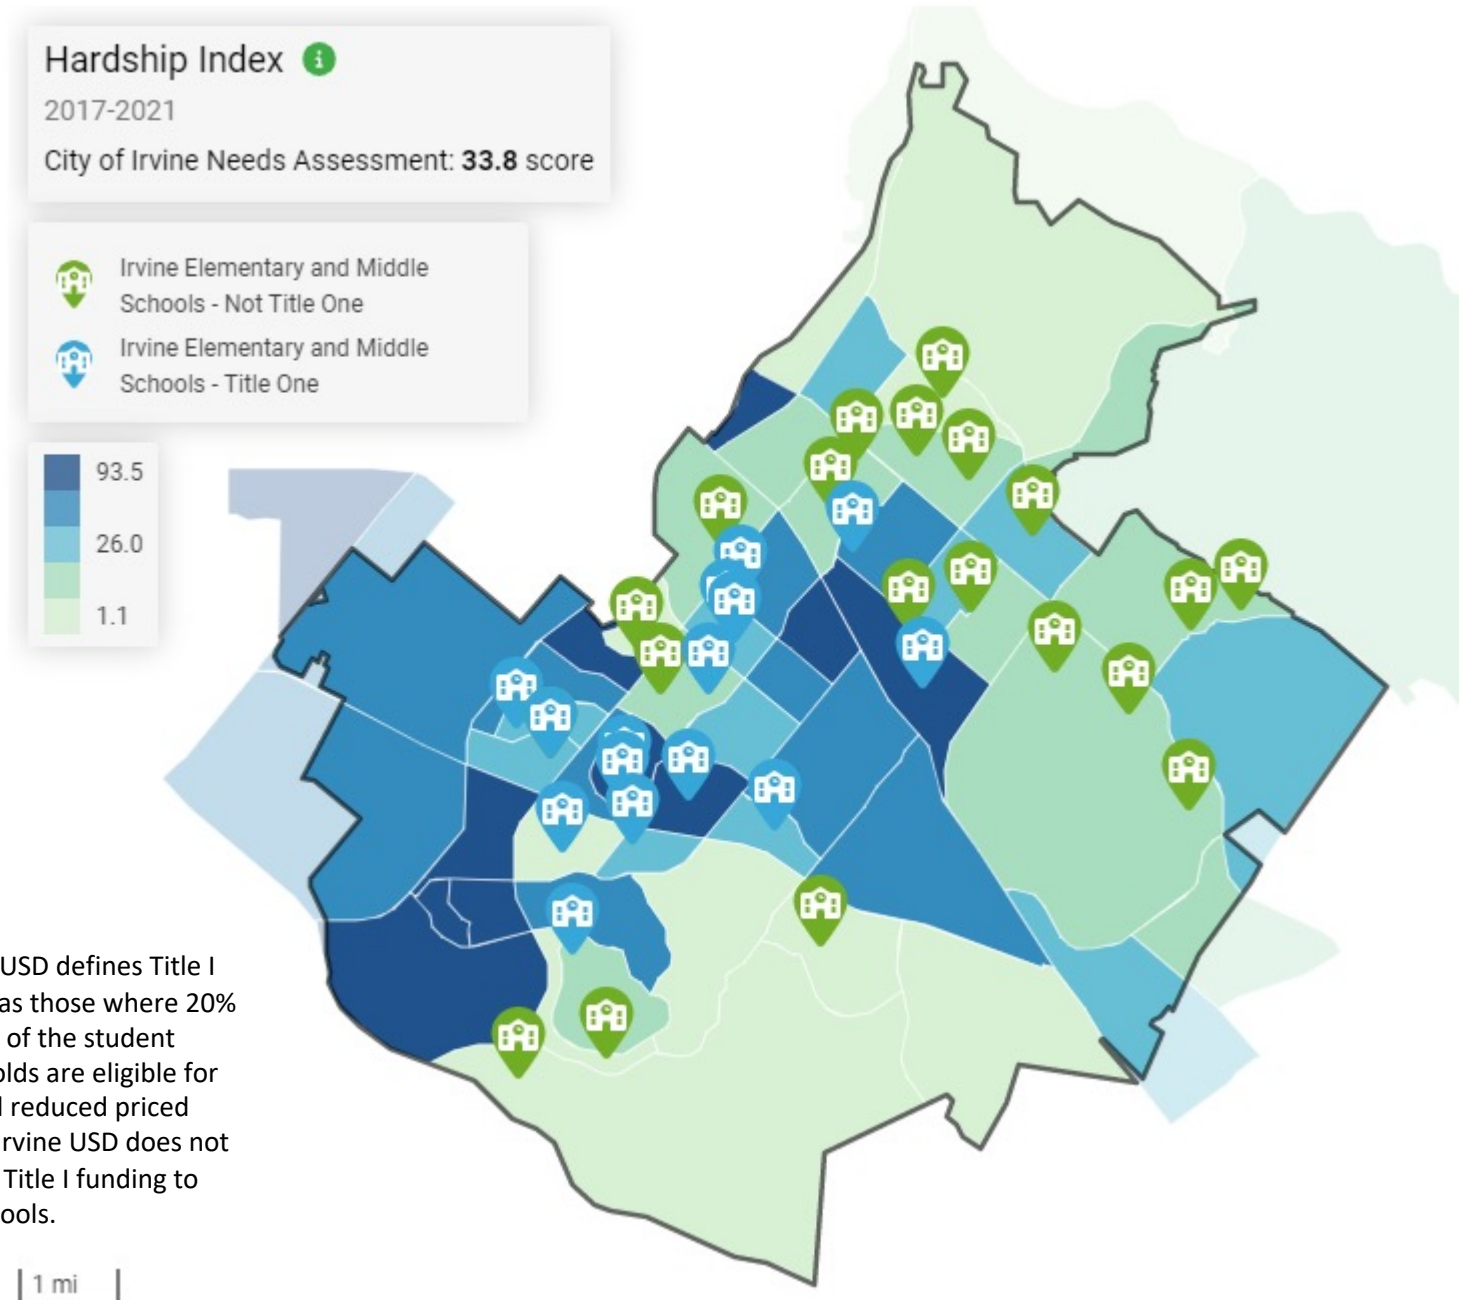 Hardship Index
2017-2021
City of Irvine Needs Assessment: 33.8 score
Irvine Elementary and Middle
Schools - Not Title One
Irvine Elementary and Middle
Schools - Title One
93.5
26.0
1.1
USD defines Title I
as those where 20%
of the student
olds are eligible for
reduced priced
rvine USD does not
Title I funding to
ools.
1 mi